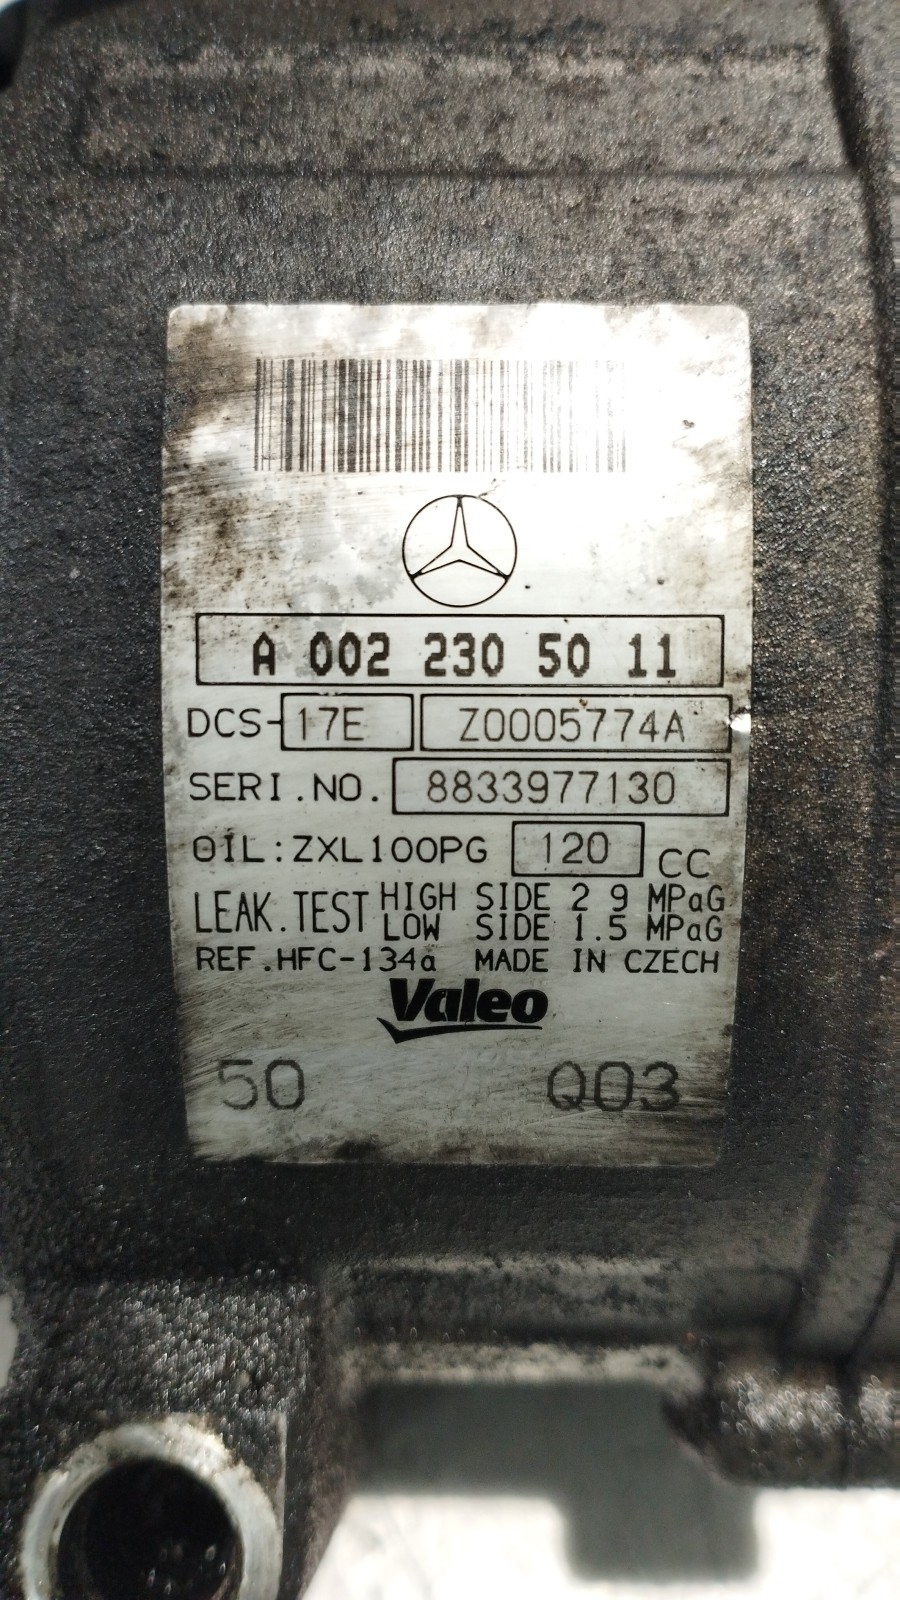 A 002 230 50 11
DCS-17E Z0005774A
SERI.NO. 8833977130
OIL:ZXL100PG 120 CC
LEAK.TEST HIGH SIDE 2 9 MPaG
LOW SIDE 1.5 MPaG
REF.HFC-134a MADE IN CZECH
Valeo
50 Q03